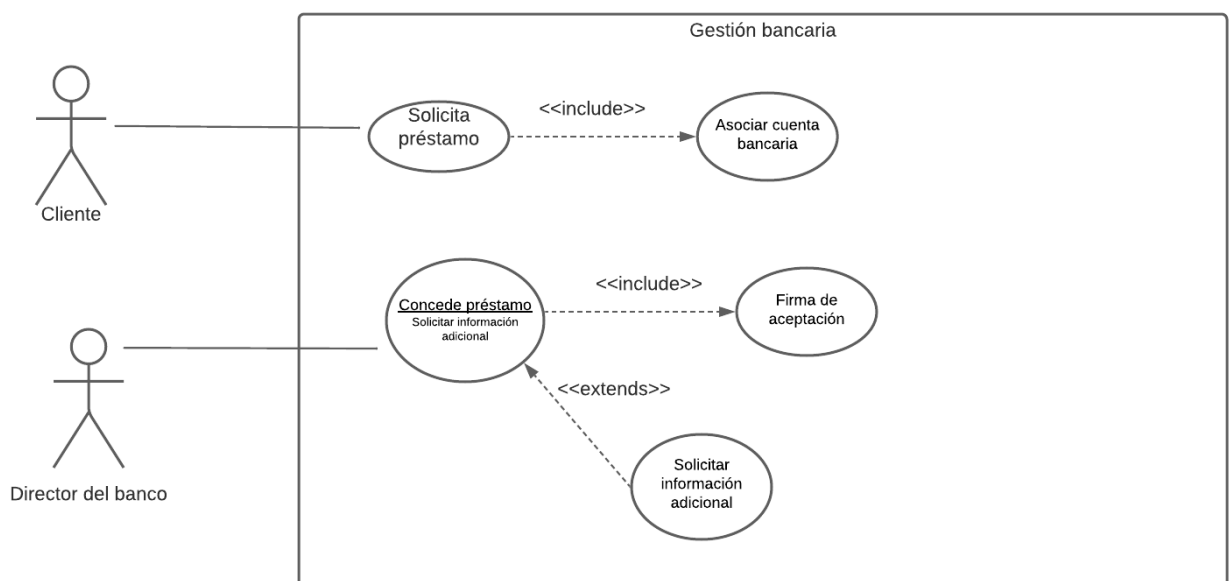 Gestión bancaria
Solicita
préstamo
<<include>>
Asociar cuenta
bancaria
Cliente
Concede préstamo
Solicitar información
adicional
<<include>>
Firma de
aceptación
<<extends>>
Solicitar
información
adicional
Director del banco